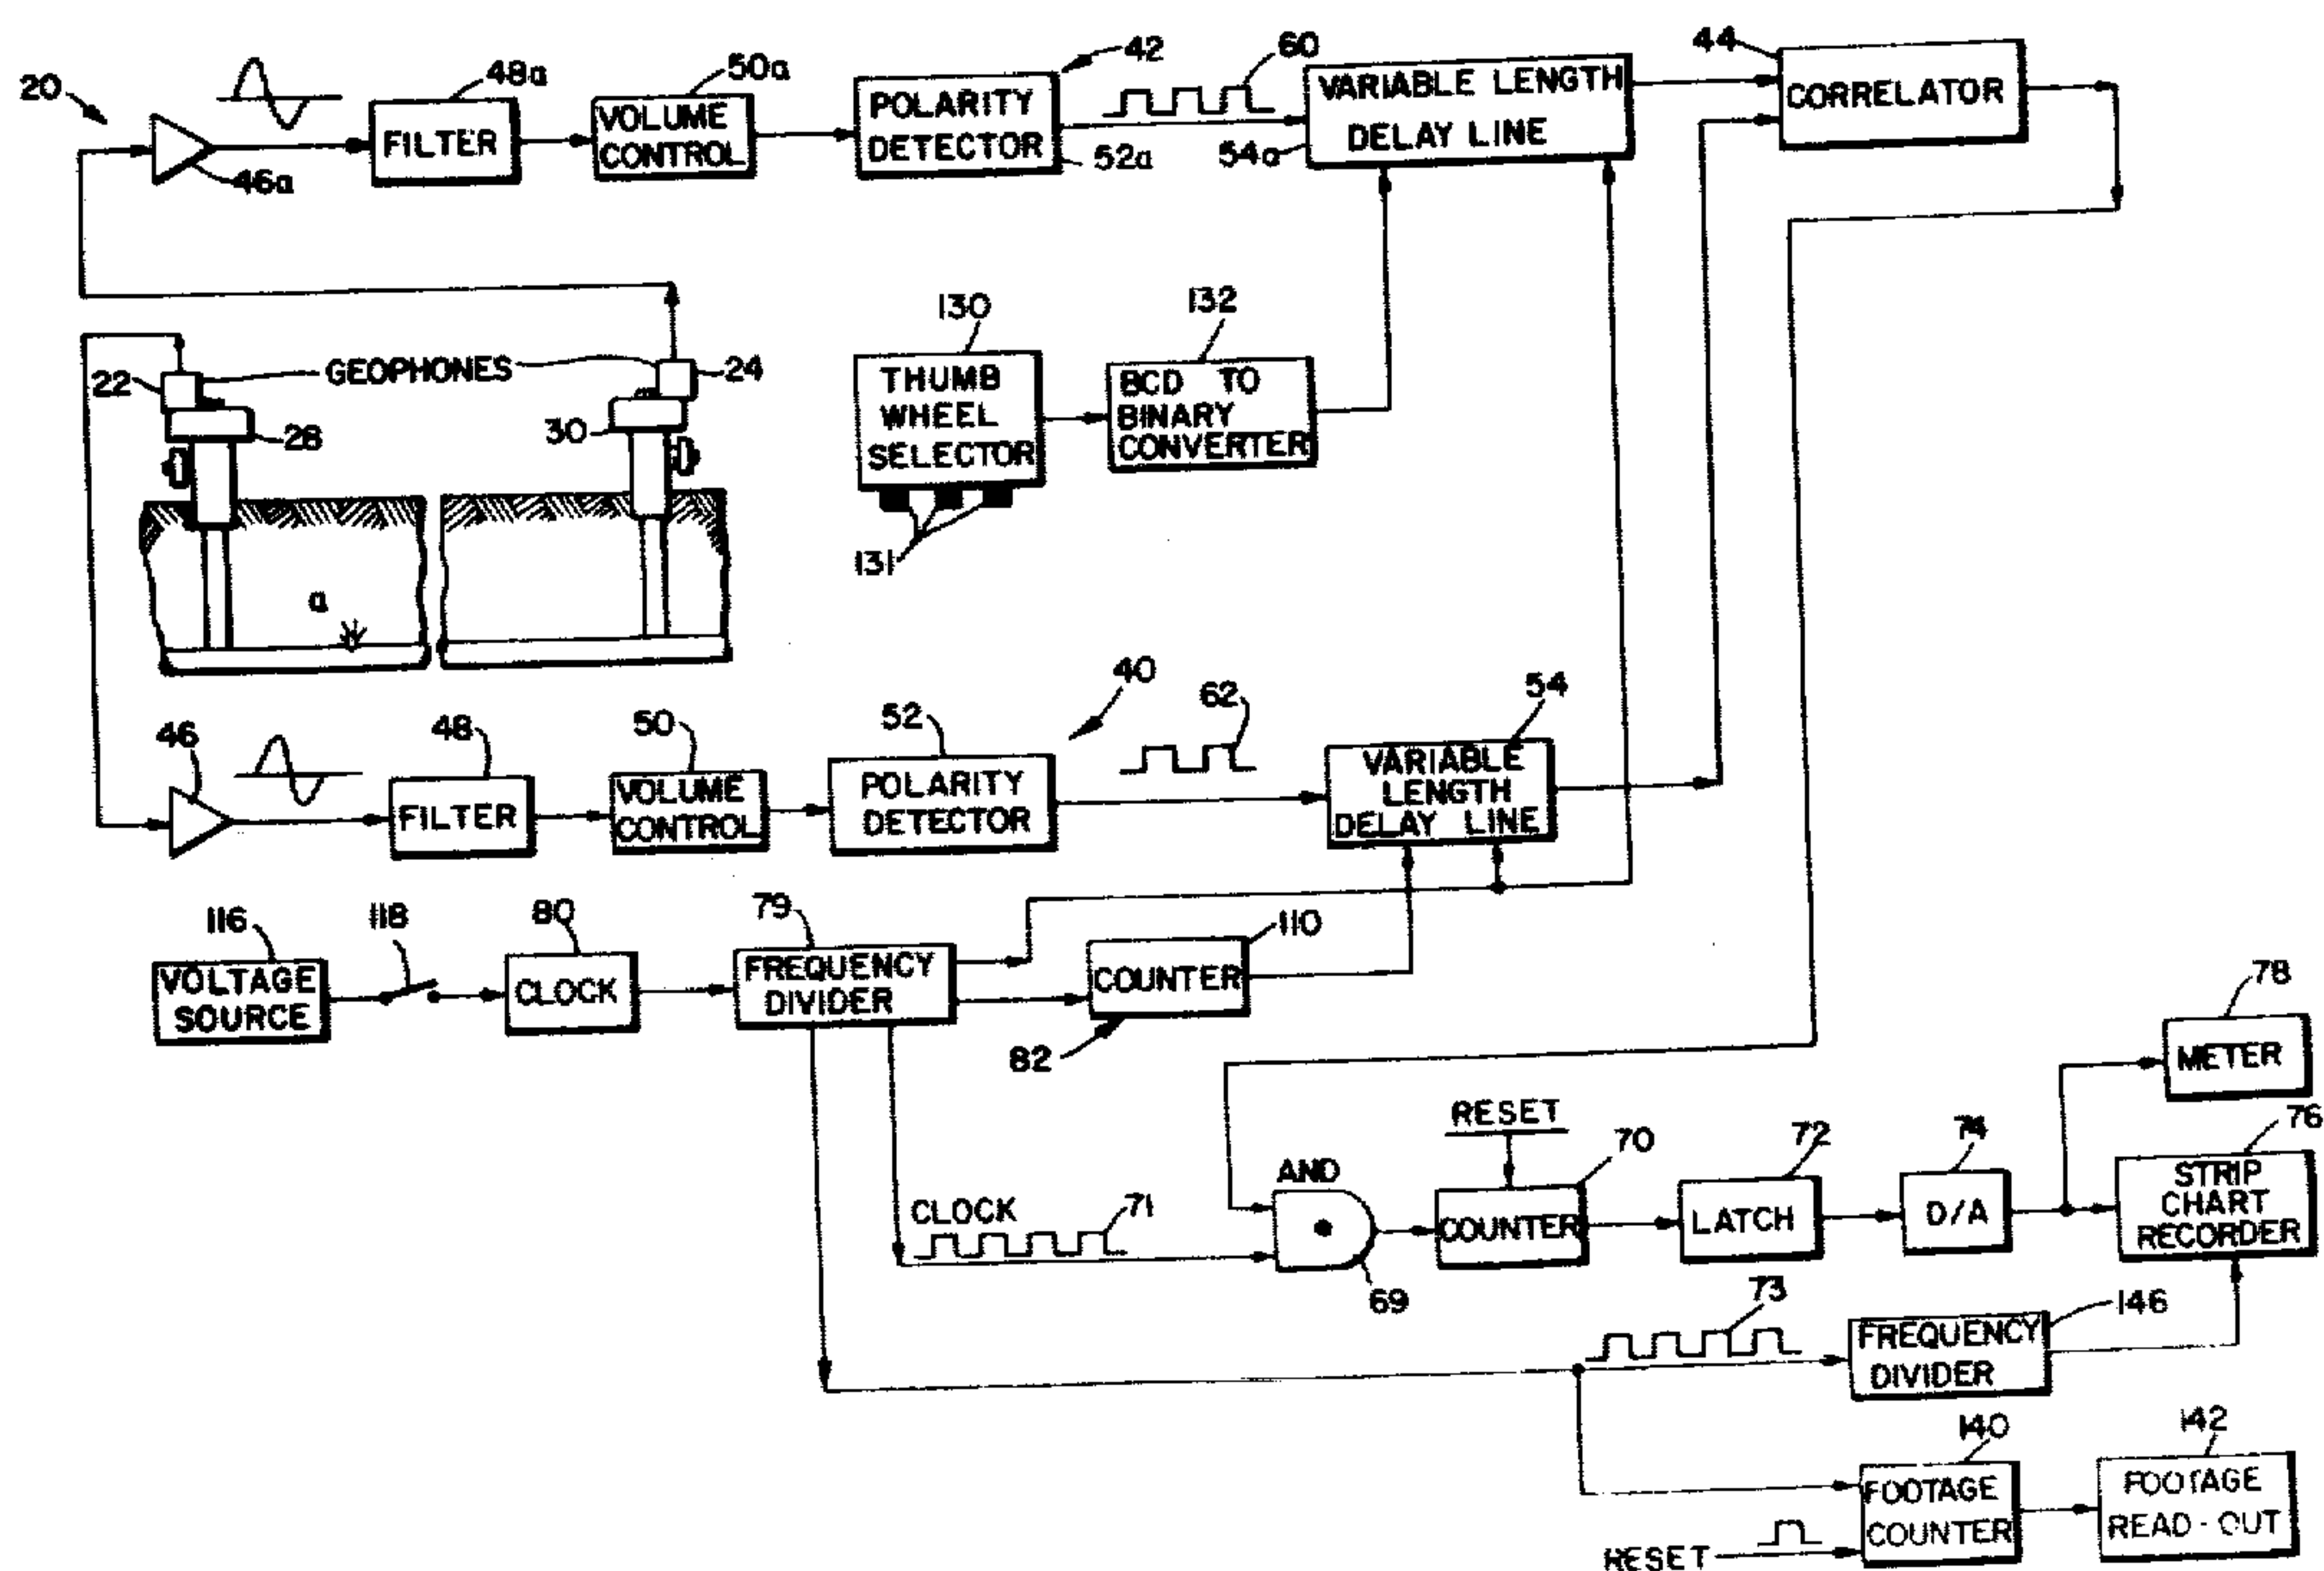 20
46a
48a
FILTER
50a
VOLUME
CONTROL
42
POLARITY
DETECTOR
52a
60
VARIABLE LENGTH
DELAY LINE
54a
44
CORRELATOR
GEOPHONES
22
24
28
30
a
130
THUMB
WHEEL
SELECTOR
131
132
BCD TO
BINARY
CONVERTER
40
46
48
FILTER
50
VOLUME
CONTROL
52
POLARITY
DETECTOR
62
54
VARIABLE
LENGTH
DELAY LINE
116
VOLTAGE
SOURCE
118
80
CLOCK
79
FREQUENCY
DIVIDER
110
COUNTER
82
78
METER
CLOCK
71
AND
69
RESET
70
COUNTER
72
LATCH
74
D/A
76
STRIP
CHART
RECORDER
73
146
FREQUENCY
DIVIDER
140
FOOTAGE
COUNTER
RESET
142
FOOTAGE
READ-OUT